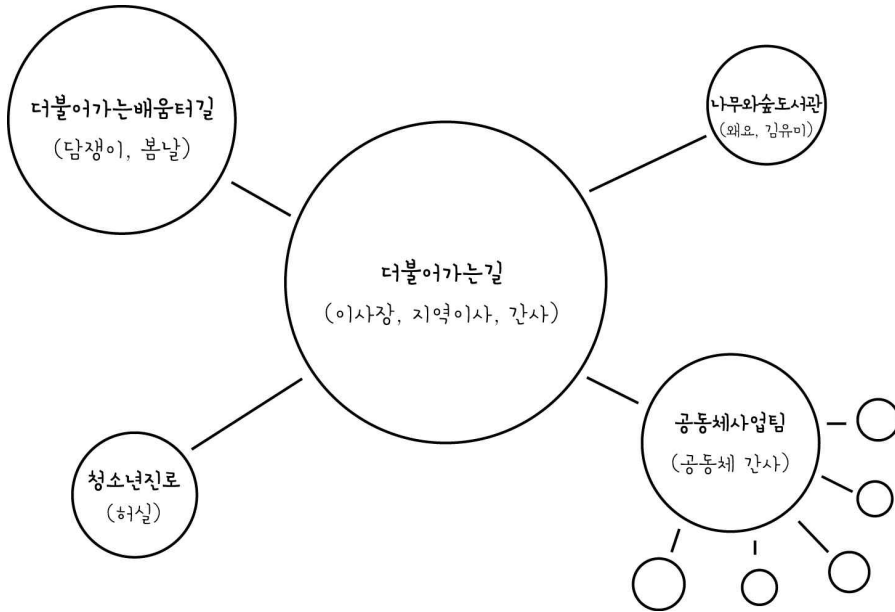 더불어가는배움터길
(담쟁이, 봄날)
나무와숲도서관
(왜요, 김유미)
더불어가는길
(이사장, 지역이사, 간사)
공동체사업팀
(공동체 간사)
청소년진로
(허실)